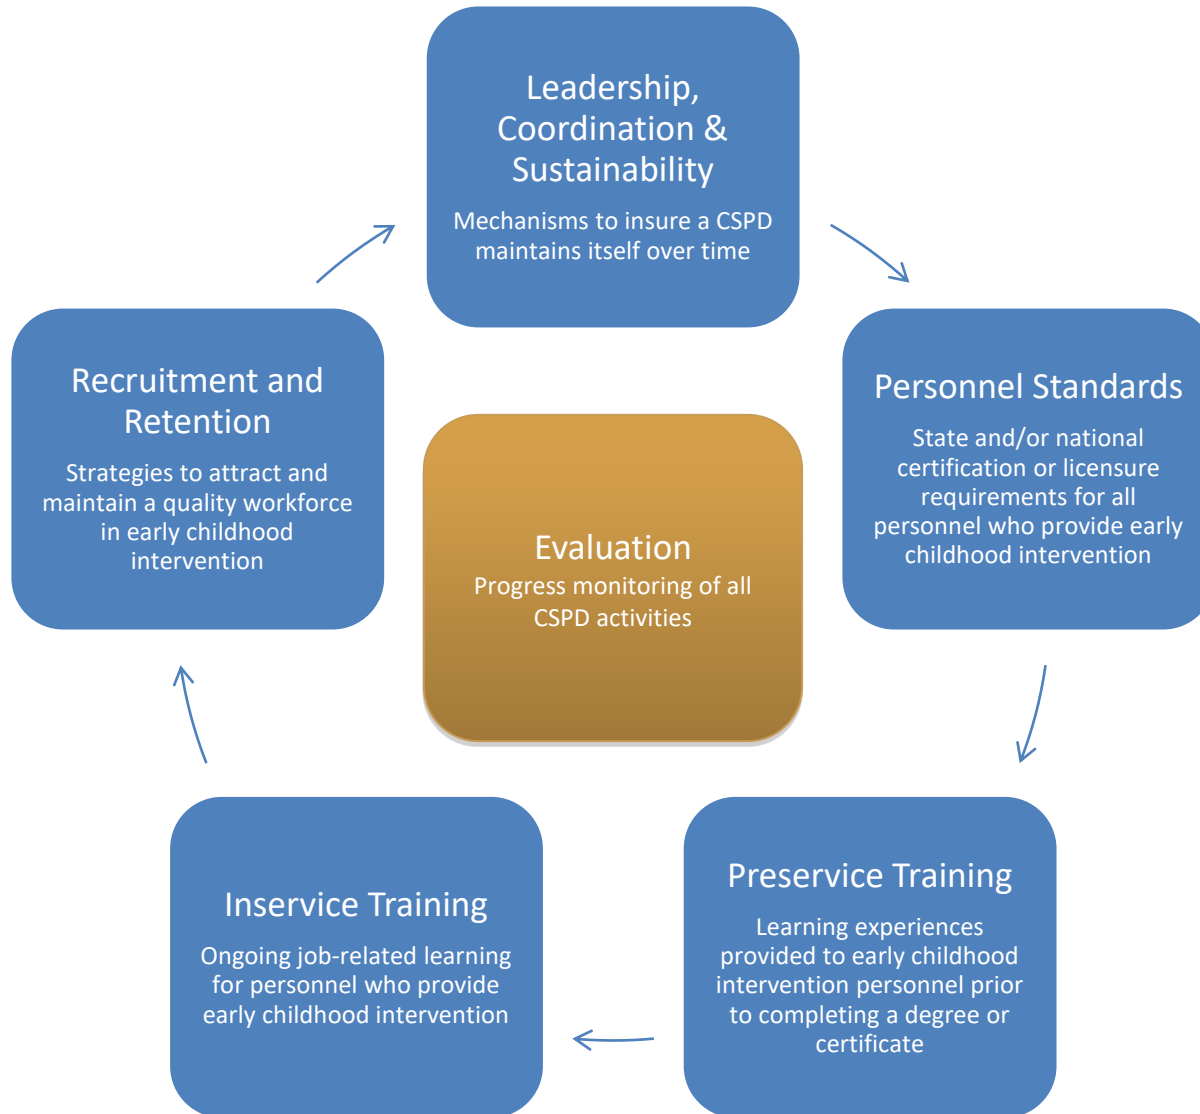 Leadership,
Coordination &
Sustainability
Mechanisms to insure a CSPD
maintains itself over time
Personnel Standards
State and/or national
certification or licensure
requirements for all
personnel who provide early
childhood intervention
Preservice Training
Learning experiences
provided to early childhood
intervention personnel prior
to completing a degree or
certificate
Inservice Training
Ongoing job-related learning
for personnel who provide
early childhood intervention
Recruitment and
Retention
Strategies to attract and
maintain a quality workforce
in early childhood
intervention
Evaluation
Progress monitoring of all
CSPD activities